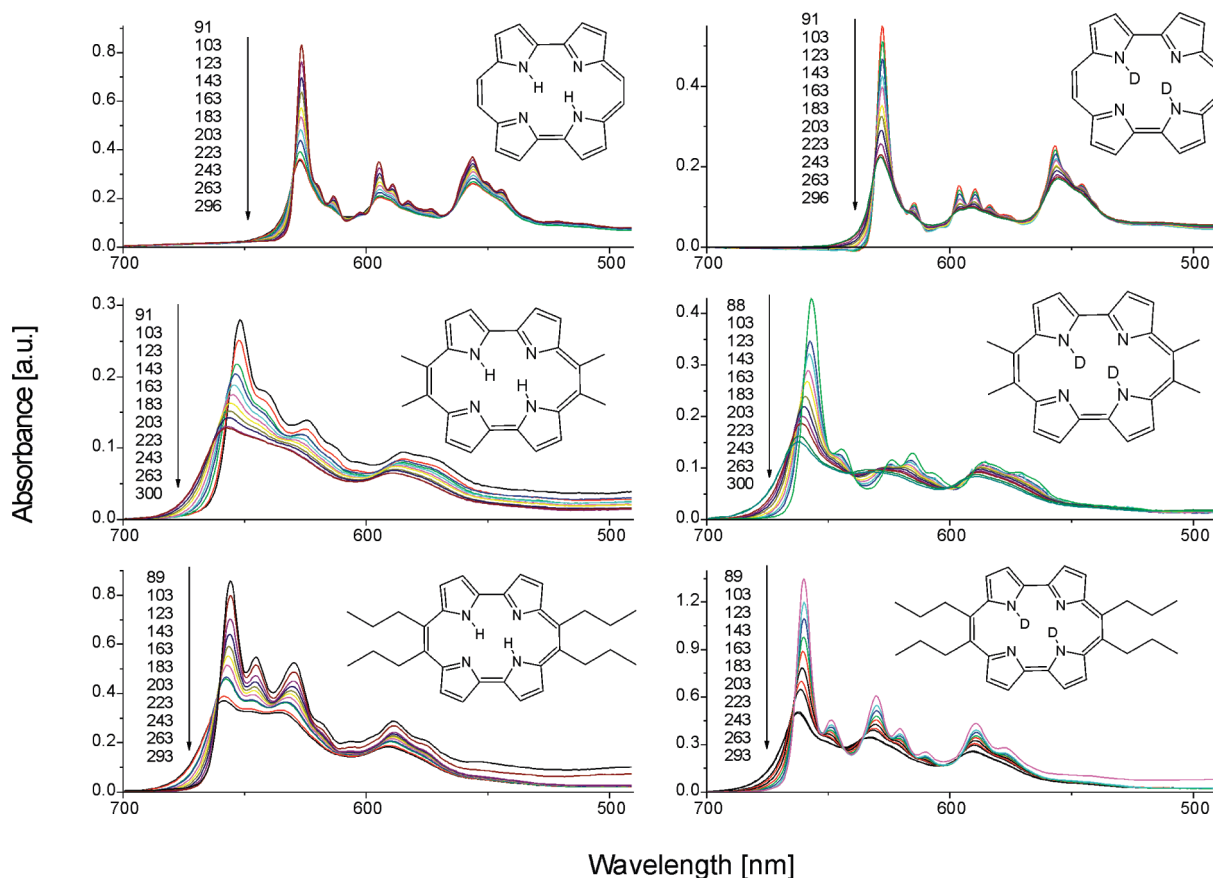 Absorbance [a.u.]
0.8
0.6
0.4
0.2
0.0
91
103
123
143
163
183
203
223
243
263
296
N
H
N
N
H
N
700
600
500
0.4
0.2
0.0
91
103
123
143
163
183
203
223
243
263
296
N
D
N
N
D
N
700
600
500
0.3
0.2
0.1
0.0
91
103
123
143
163
183
203
223
243
263
300
N
H
N
N
H
N
700
600
500
0.4
0.3
0.2
0.1
0.0
88
103
123
143
163
183
203
223
243
263
300
N
D
N
N
D
N
700
600
500
0.8
0.6
0.4
0.2
0.0
89
103
123
143
163
183
203
223
243
263
293
N
H
N
N
H
N
700
600
500
1.2
0.9
0.6
0.3
0.0
89
103
123
143
163
183
203
223
243
263
293
N
D
N
N
D
N
700
600
500
Wavelength [nm]